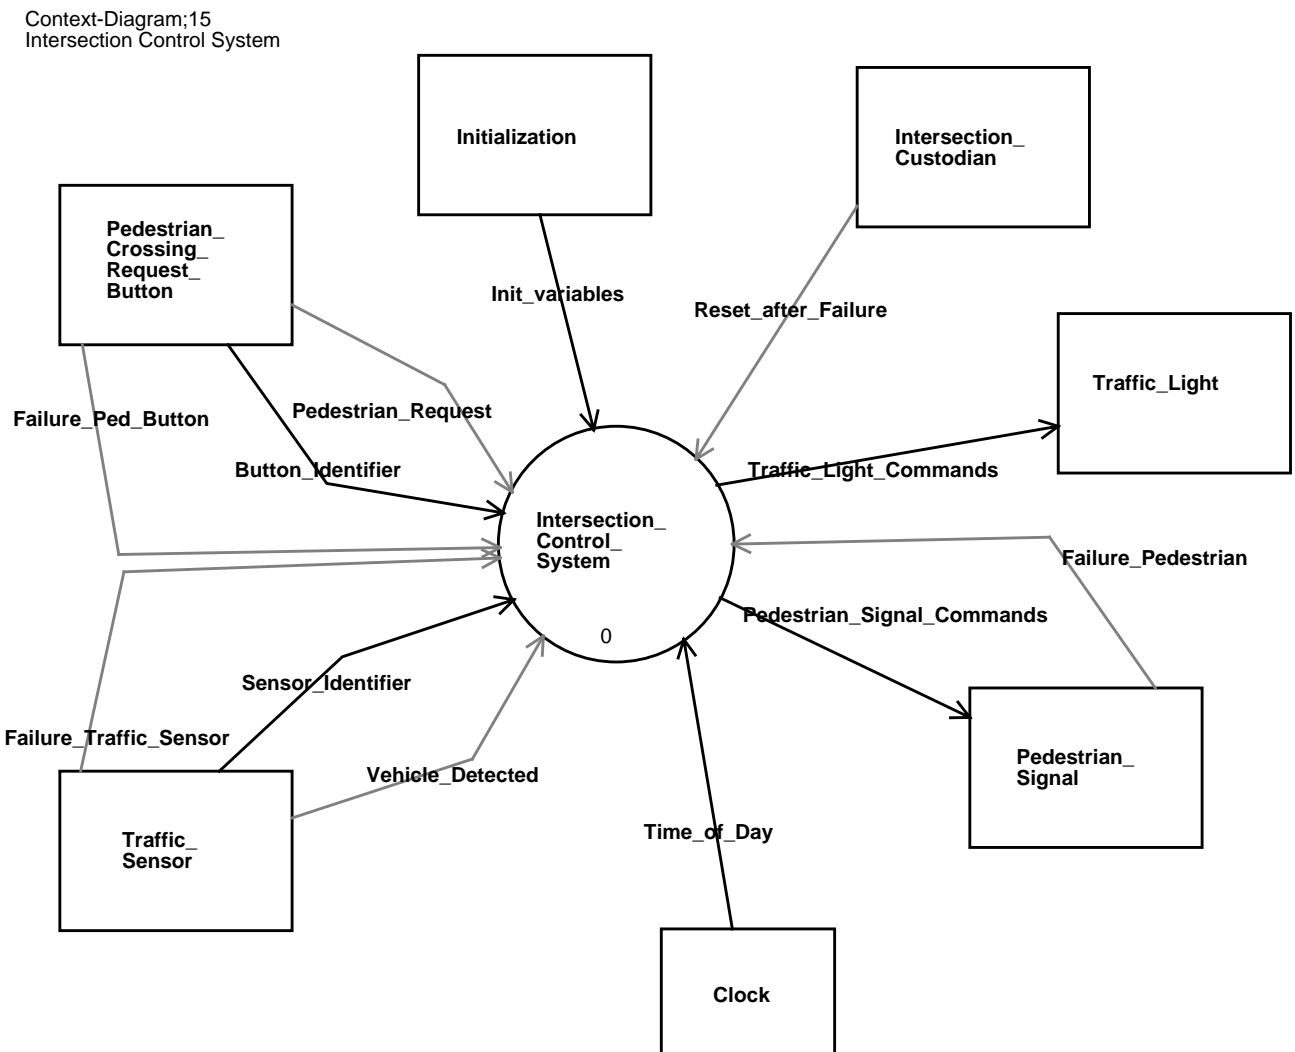 Context-Diagram;15
Intersection Control System
Initialization
Intersection_
Custodian
Pedestrian_
Crossing_
Request_
Button
Init_variables
Reset_after_Failure
Traffic_Light
Failure_Ped_Button
Pedestrian_Request
Button_Identifier
Traffic_Light_Commands
Intersection_
Control_
System
0
Failure_Pedestrian
Pedestrian_Signal_Commands
Sensor_Identifier
Failure_Traffic_Sensor
Vehicle_Detected
Pedestrian_
Signal
Time_of_Day
Traffic_
Sensor
Clock